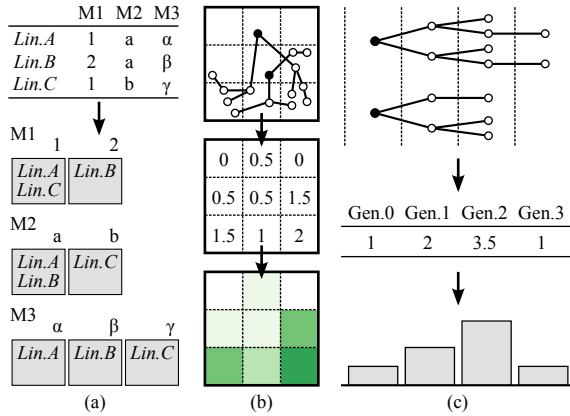 M1 M2 M3
Lin.A 1 a α
Lin.B 2 a β
Lin.C 1 b γ
M1
1 2
Lin.A Lin.B
Lin.C
M2
a b
Lin.A Lin.C
Lin.B
M3
α β γ
Lin.A Lin.B Lin.C
(a)
0 0.5 0
0.5 0.5 1.5
1.5 1 2
(b)
Gen.0 Gen.1 Gen.2 Gen.3
1 2 3.5 1
(c)